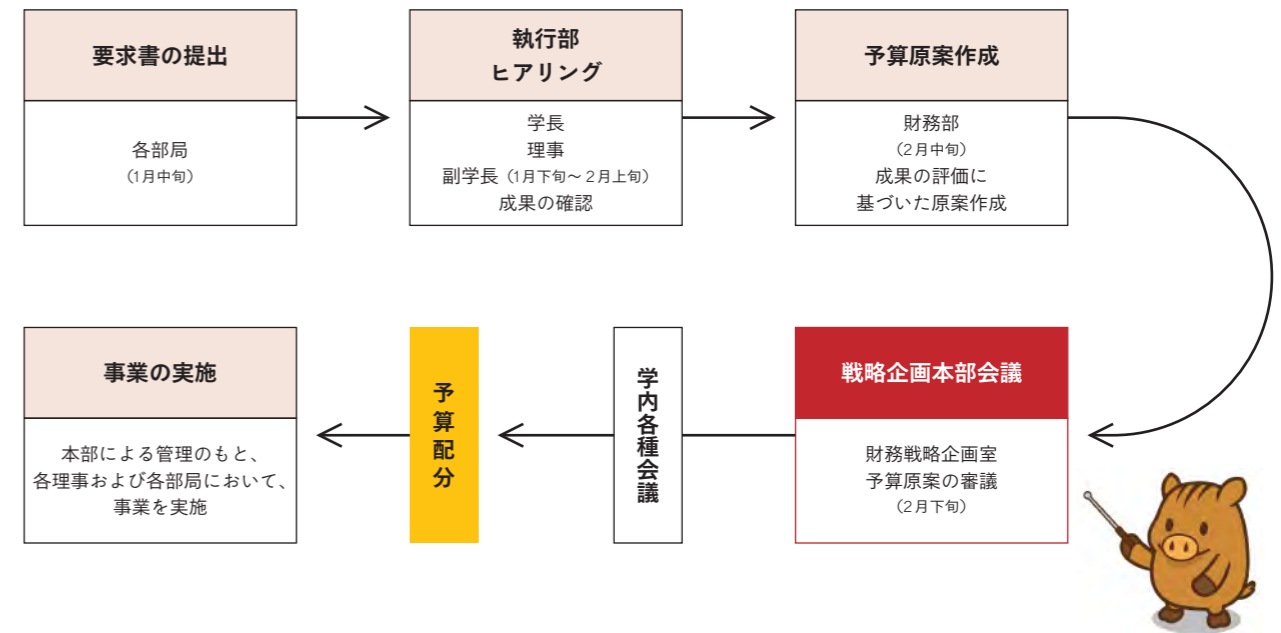 要求書の提出
各部局
（1月中旬）
執行部
ヒアリング
学長
理事
副学長（1月下旬～2月上旬）
成果の確認
予算原案作成
財務部
（2月中旬）
成果の評価に
基づいた原案作成
戦略企画本部会議
財務戦略企画室
予算原案の審議
（2月下旬）
学内各種会議
予算配分
事業の実施
本部による管理のもと、
各理事および各部局において、
事業を実施